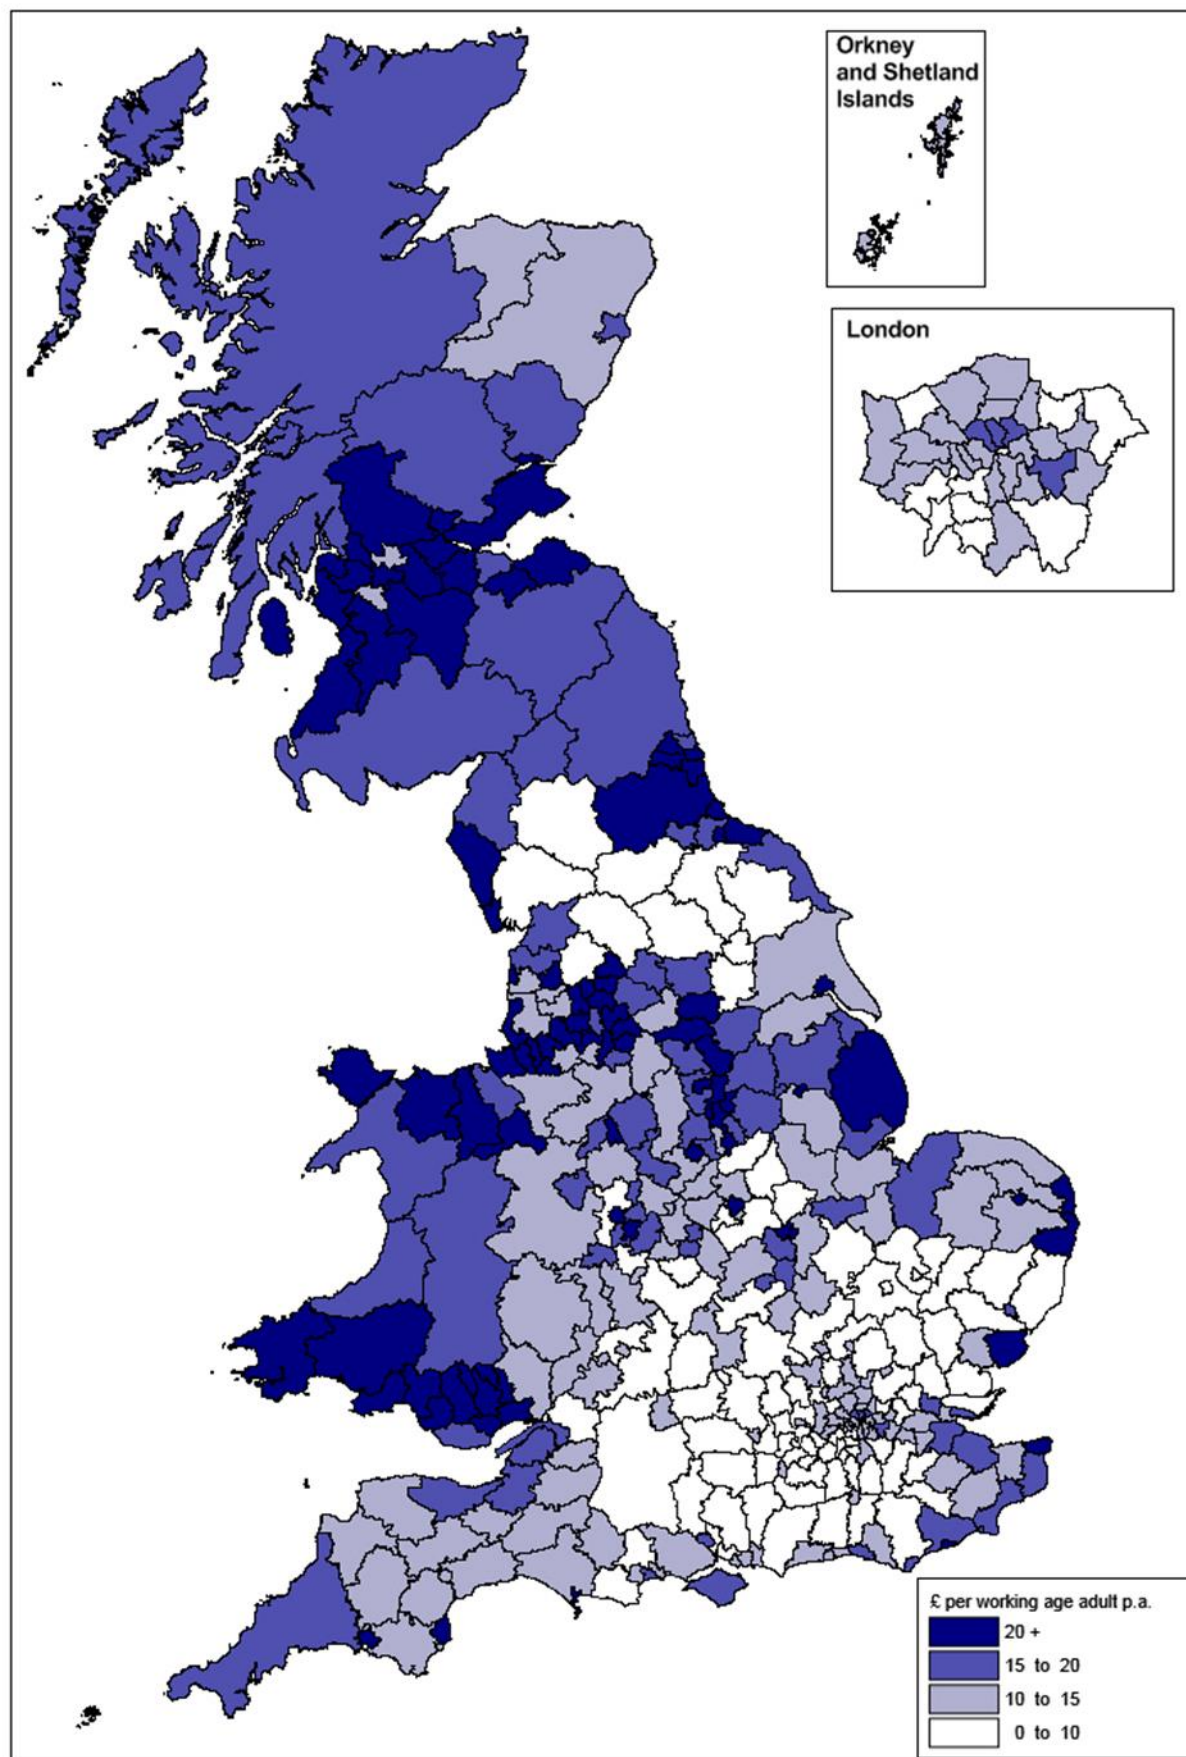 Orkney
and Shetland
Islands
London
£ per working age adult p.a.
20 +
15 to 20
10 to 15
0 to 10